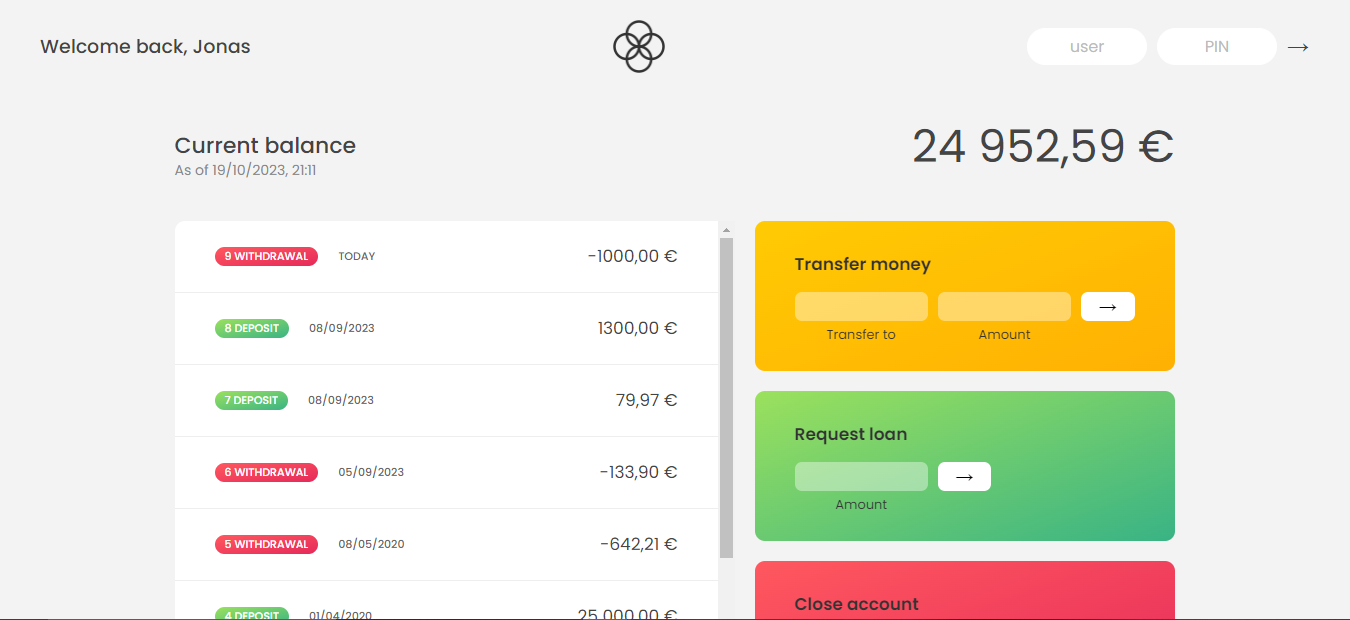 Welcome back, Jonas
user
PIN
→
Current balance
As of 19/10/2023, 21:11
24 952,59 €
9 WITHDRAWAL TODAY -1000,00 €
8 DEPOSIT 08/09/2023 1300,00 €
7 DEPOSIT 08/09/2023 79,97 €
6 WITHDRAWAL 05/09/2023 -133,90 €
5 WITHDRAWAL 08/05/2020 -642,21 €
4 DEPOSIT 01/04/2020 25 000,00 €
Transfer money
→
Transfer to Amount
Request loan
→
Amount
Close account